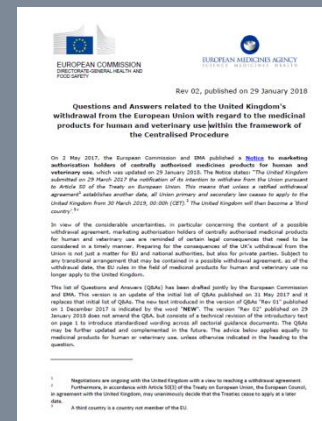 EUROPEAN COMMISSION
DIRECTORATE-GENERAL HEALTH AND
FOOD SAFETY
EUROPEAN MEDICINES AGENCY
SCIENCE MEDICINES HEALTH
Rev 02, published on 29 January 2018
Questions and Answers related to the United Kingdom's
withdrawal from the European Union with regard to the medicinal
products for human and veterinary use within the framework of
the Centralised Procedure
On 2 May 2017, the European Commission and EMA published a Notice to marketing
authorisation holders of centrally authorised medicines products for human and
veterinary use, which was updated on 29 January 2018. The Notice states: "The United Kingdom
submitted on 29 March 2017 the notification of its intention to withdraw from the Union pursuant
to Article 50 of the Treaty on European Union. This means that unless a ratified withdrawal
agreement1 establishes another date, all Union primary and secondary law ceases to apply to the
United Kingdom from 30 March 2019, 00:00h (CET).2 The United Kingdom will then become a 'third
country'.3"
In view of the considerable uncertainties, in particular concerning the content of a possible
withdrawal agreement, marketing authorisation holders of centrally authorised medicinal products
for human and veterinary use are reminded of certain legal consequences that need to be
considered in a timely manner. Preparing for the consequences of the UK's withdrawal from the
Union is not just a matter for EU and national authorities, but also for private parties. Subject to
any transitional arrangement that may be contained in a possible withdrawal agreement, as of the
withdrawal date, the EU rules in the field of medicinal products for human and veterinary use no
longer apply to the United Kingdom.
This list of Questions and Answers (Q&As) has been drafted jointly by the European Commission
and EMA. This version is an update of the initial list of Q&As published on 31 May 2017 and it
replaces that initial list of Q&As. The new text introduced in the version of Q&As "Rev 01" published
on 1 December 2017 is indicated by the word "NEW". The version "Rev 02" published on 29
January 2018 does not amend the Q&A, but consists of a technical revision of the introductory text
on page 1 to introduce standardised wording across all sectorial guidance documents. The Q&As
may be further updated and complemented in the future. The advice below applies equally to
medicinal products for human or veterinary use, unless otherwise indicated in the heading to the
question.
1 Negotiations are ongoing with the United Kingdom with a view to reaching a withdrawal agreement.
2 Furthermore, in accordance with Article 50(3) of the Treaty on European Union, the European Council,
in agreement with the United Kingdom, may unanimously decide that the Treaties cease to apply at a later
date.
3 A third country is a country not member of the EU.